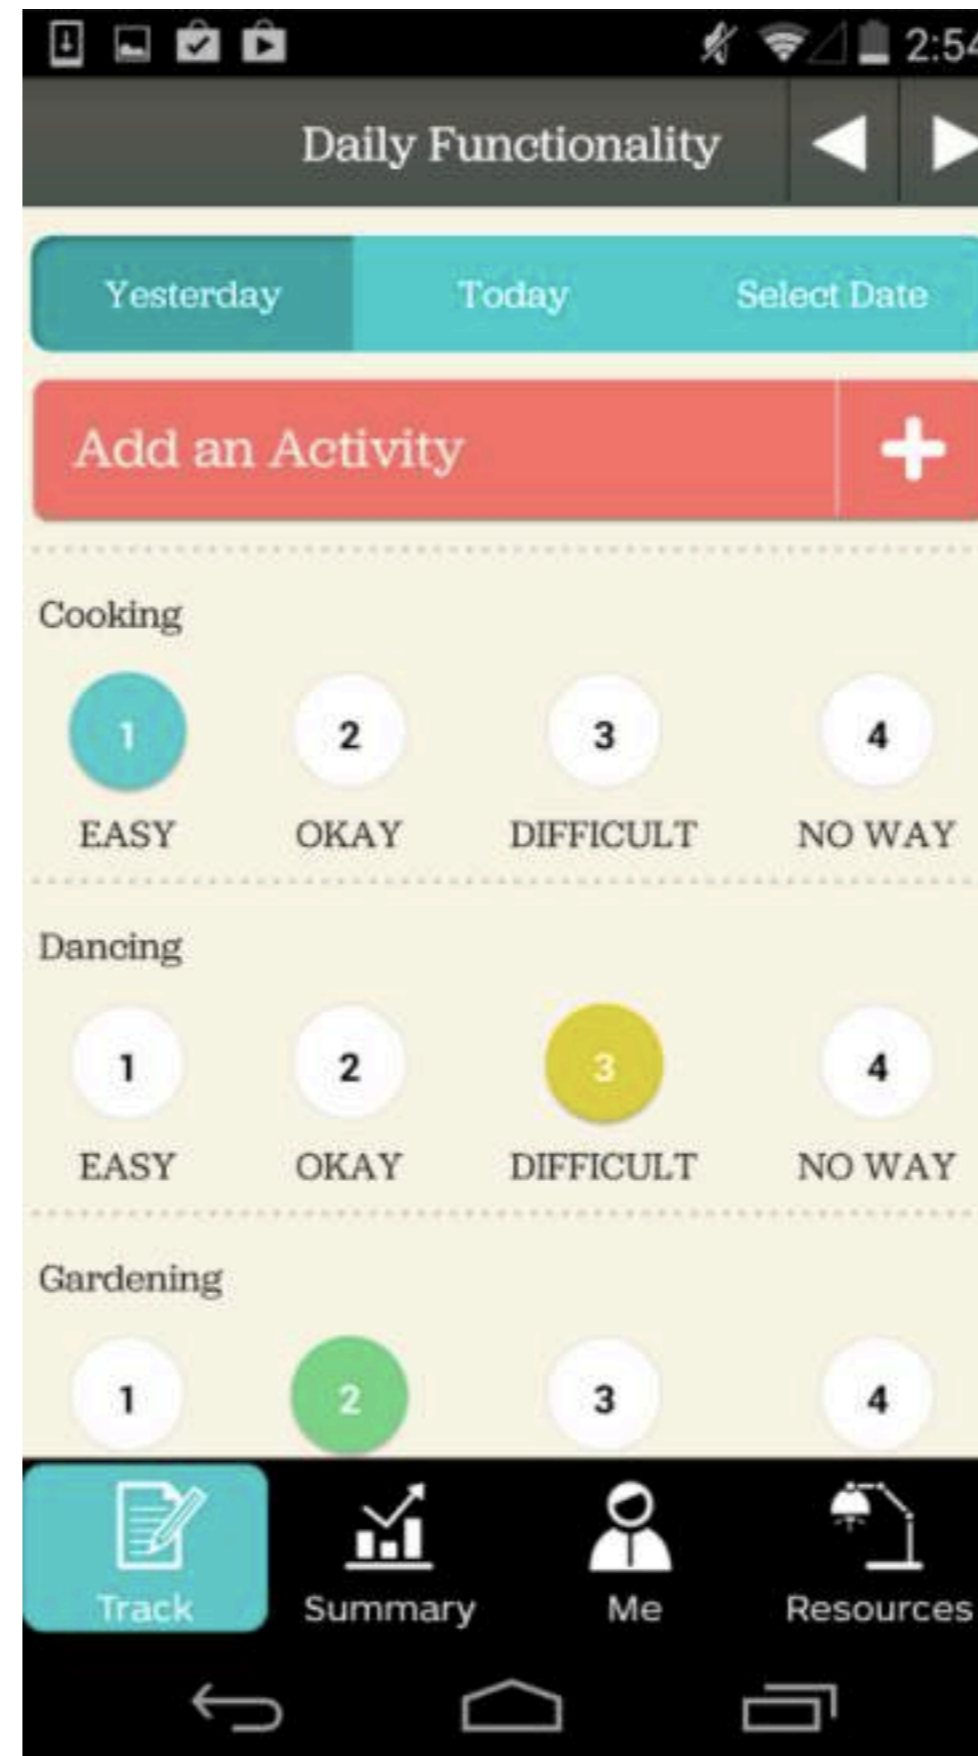 2:54
Daily Functionality
Yesterday Today Select Date
Add an Activity
Cooking
1 2 3 4
EASY OKAY DIFFICULT NO WAY
Dancing
1 2 3 4
EASY OKAY DIFFICULT NO WAY
Gardening
1 2 3 4
Track Summary Me Resources